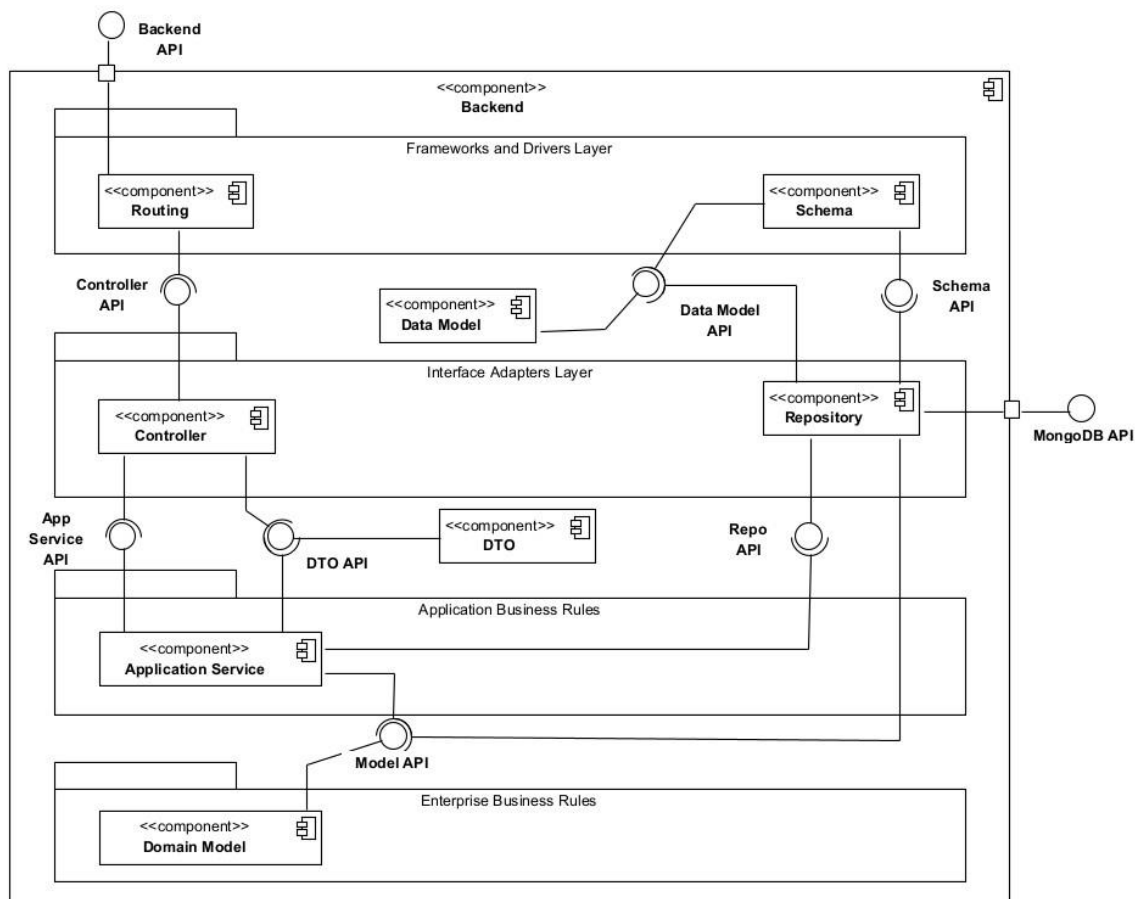 Backend
API
<<component>>
Backend
Frameworks and Drivers Layer
<<component>>
Routing
<<component>>
Schema
Controller
API
<<component>>
Data Model
Data Model
API
Schema
API
Interface Adapters Layer
<<component>>
Controller
<<component>>
Repository
MongoDB API
App
Service
API
DTO API
<<component>>
DTO
Repo
API
Application Business Rules
<<component>>
Application Service
Model API
Enterprise Business Rules
<<component>>
Domain Model